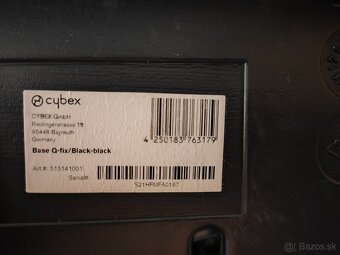 cybex
CYBEX GmbH
Riedingerstrasse 18
95448 Bayreuth
Germany
4 250183 763179
Base Q-fix/Black-black
Art #: 515141001
Serial#:
S21HFMFA0167
bazos.sk